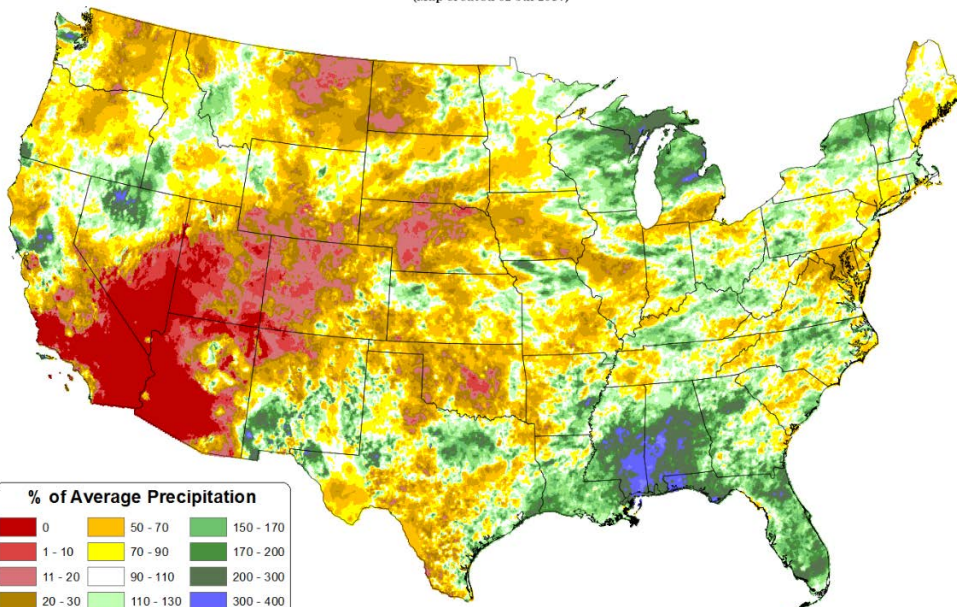 % of Average Precipitation
0 50 - 70 150 - 170
1 - 10 70 - 90 170 - 200
11 - 20 90 - 110 200 - 300
20 - 30 110 - 130 300 - 400